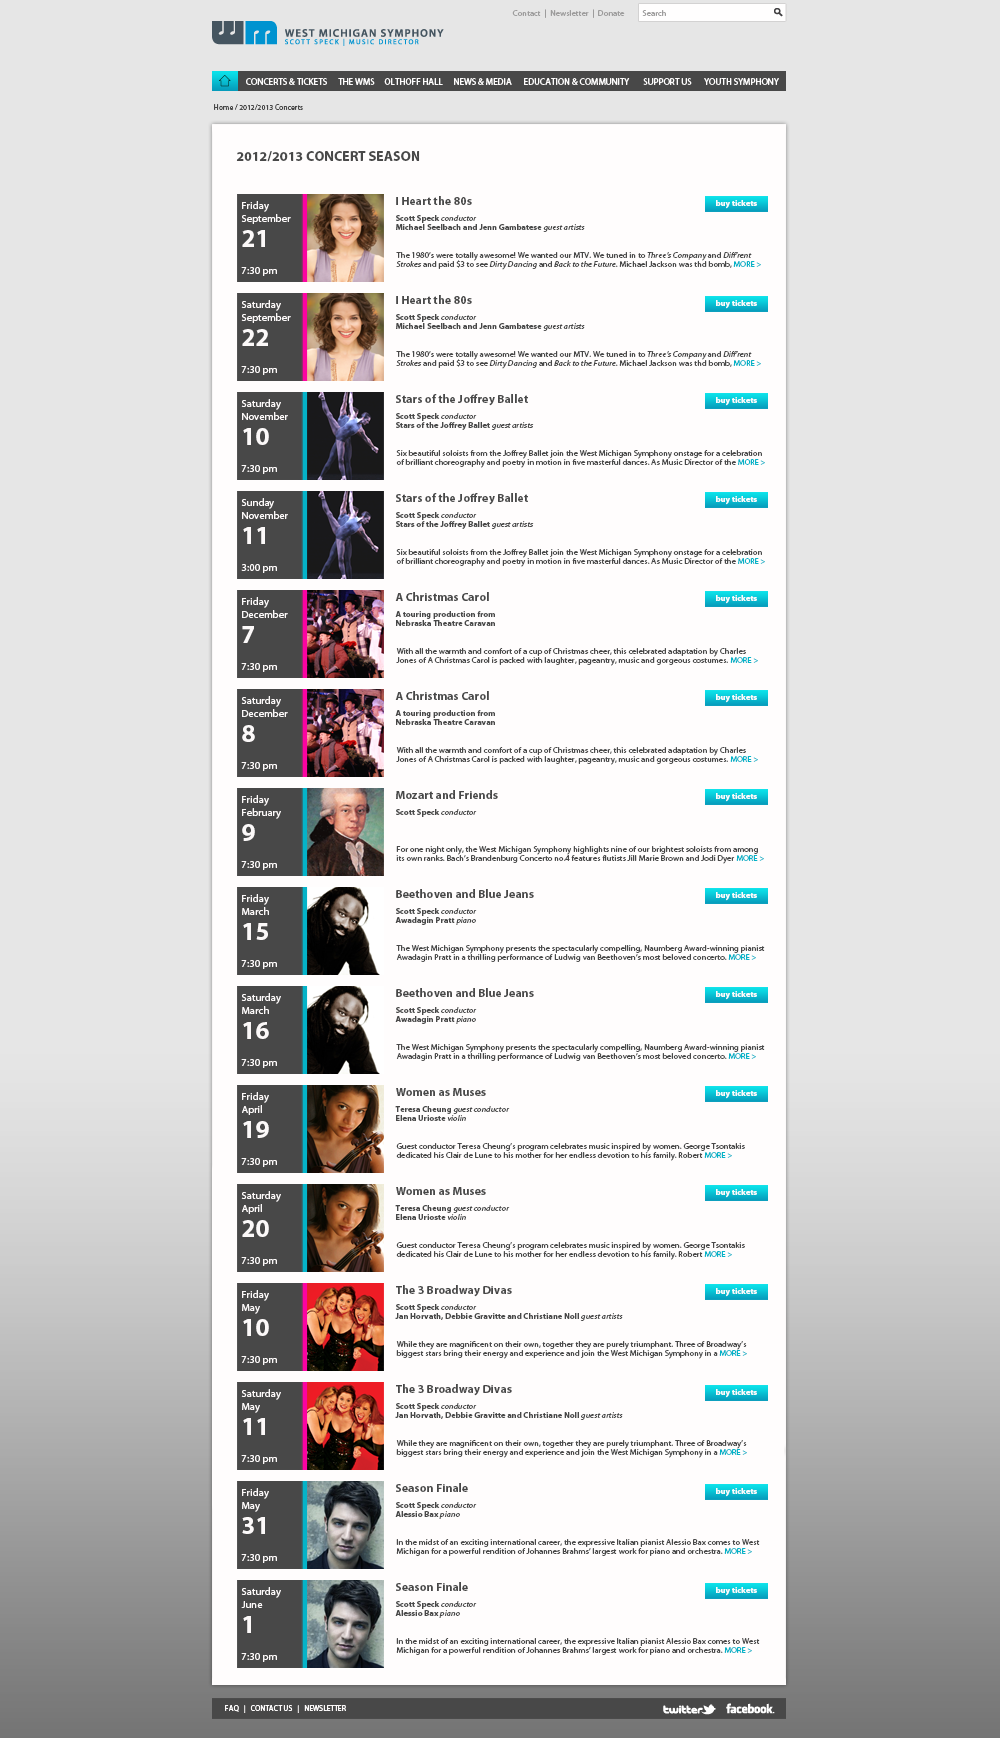 Contact | Newsletter | Donate
Search
WEST MICHIGAN SYMPHONY
SCOTT SPECK | MUSIC DIRECTOR
CONCERTS & TICKETS THE WMS OLTHOFF HALL NEWS & MEDIA EDUCATION & COMMUNITY SUPPORT US YOUTH SYMPHONY
Home / 2012/2013 Concerts
2012/2013 CONCERT SEASON
Friday
September
21
7:30 pm
I Heart the 80s
buy tickets
Scott Speck conductor
Michael Seelbach and Jenn Gambatese guest artists
The 1980's were totally awesome! We wanted our MTV. We tuned in to Three's Company and Diff'rent
Strokes and paid $3 to see Dirty Dancing and Back to the Future. Michael Jackson was thd bomb, MORE >
Saturday
September
22
7:30 pm
I Heart the 80s
buy tickets
Scott Speck conductor
Michael Seelbach and Jenn Gambatese guest artists
The 1980's were totally awesome! We wanted our MTV. We tuned in to Three's Company and Diff'rent
Strokes and paid $3 to see Dirty Dancing and Back to the Future. Michael Jackson was thd bomb, MORE >
Saturday
November
10
7:30 pm
Stars of the Joffrey Ballet
buy tickets
Scott Speck conductor
Stars of the Joffrey Ballet guest artists
Six beautiful soloists from the Joffrey Ballet join the West Michigan Symphony onstage for a celebration
of brilliant choreography and poetry in motion in five masterful dances. As Music Director of the MORE >
Sunday
November
11
3:00 pm
Stars of the Joffrey Ballet
buy tickets
Scott Speck conductor
Stars of the Joffrey Ballet guest artists
Six beautiful soloists from the Joffrey Ballet join the West Michigan Symphony onstage for a celebration
of brilliant choreography and poetry in motion in five masterful dances. As Music Director of the MORE >
Friday
December
7
7:30 pm
A Christmas Carol
buy tickets
A touring production from
Nebraska Theatre Caravan
With all the warmth and comfort of a cup of Christmas cheer, this celebrated adaptation by Charles
Jones of A Christmas Carol is packed with laughter, pageantry, music and gorgeous costumes. MORE >
Saturday
December
8
7:30 pm
A Christmas Carol
buy tickets
A touring production from
Nebraska Theatre Caravan
With all the warmth and comfort of a cup of Christmas cheer, this celebrated adaptation by Charles
Jones of A Christmas Carol is packed with laughter, pageantry, music and gorgeous costumes. MORE >
Friday
February
9
7:30 pm
Mozart and Friends
buy tickets
Scott Speck conductor
For one night only, the West Michigan Symphony highlights nine of our brightest soloists from among
its own ranks. Bach's Brandenburg Concerto no.4 features flutists Jill Marie Brown and Jodi Dyer MORE >
Friday
March
15
7:30 pm
Beethoven and Blue Jeans
buy tickets
Scott Speck conductor
Awadagin Pratt piano
The West Michigan Symphony presents the spectacularly compelling, Naumberg Award-winning pianist
Awadagin Pratt in a thrilling performance of Ludwig van Beethoven's most beloved concerto. MORE >
Saturday
March
16
7:30 pm
Beethoven and Blue Jeans
buy tickets
Scott Speck conductor
Awadagin Pratt piano
The West Michigan Symphony presents the spectacularly compelling, Naumberg Award-winning pianist
Awadagin Pratt in a thrilling performance of Ludwig van Beethoven's most beloved concerto. MORE >
Friday
April
19
7:30 pm
Women as Muses
buy tickets
Teresa Cheung guest conductor
Elena Urioste violin
Guest conductor Teresa Cheung's program celebrates music inspired by women. George Tsontakis
dedicated his Clair de Lune to his mother for her endless devotion to his family. Robert MORE >
Saturday
April
20
7:30 pm
Women as Muses
buy tickets
Teresa Cheung guest conductor
Elena Urioste violin
Guest conductor Teresa Cheung's program celebrates music inspired by women. George Tsontakis
dedicated his Clair de Lune to his mother for her endless devotion to his family. Robert MORE >
Friday
May
10
7:30 pm
The 3 Broadway Divas
buy tickets
Scott Speck conductor
Jan Horvath, Debbie Gravitte and Christiane Noll guest artists
While they are magnificent on their own, together they are purely triumphant. Three of Broadway's
biggest stars bring their energy and experience and join the West Michigan Symphony in a MORE >
Saturday
May
11
7:30 pm
The 3 Broadway Divas
buy tickets
Scott Speck conductor
Jan Horvath, Debbie Gravitte and Christiane Noll guest artists
While they are magnificent on their own, together they are purely triumphant. Three of Broadway's
biggest stars bring their energy and experience and join the West Michigan Symphony in a MORE >
Friday
May
31
7:30 pm
Season Finale
buy tickets
Scott Speck conductor
Alessio Bax piano
In the midst of an exciting international career, the expressive Italian pianist Alessio Bax comes to West
Michigan for a powerful rendition of Johannes Brahms' largest work for piano and orchestra. MORE >
Saturday
June
1
7:30 pm
Season Finale
buy tickets
Scott Speck conductor
Alessio Bax piano
In the midst of an exciting international career, the expressive Italian pianist Alessio Bax comes to West
Michigan for a powerful rendition of Johannes Brahms' largest work for piano and orchestra. MORE >
FAQ | CONTACT US | NEWSLETTER
twitter facebook.